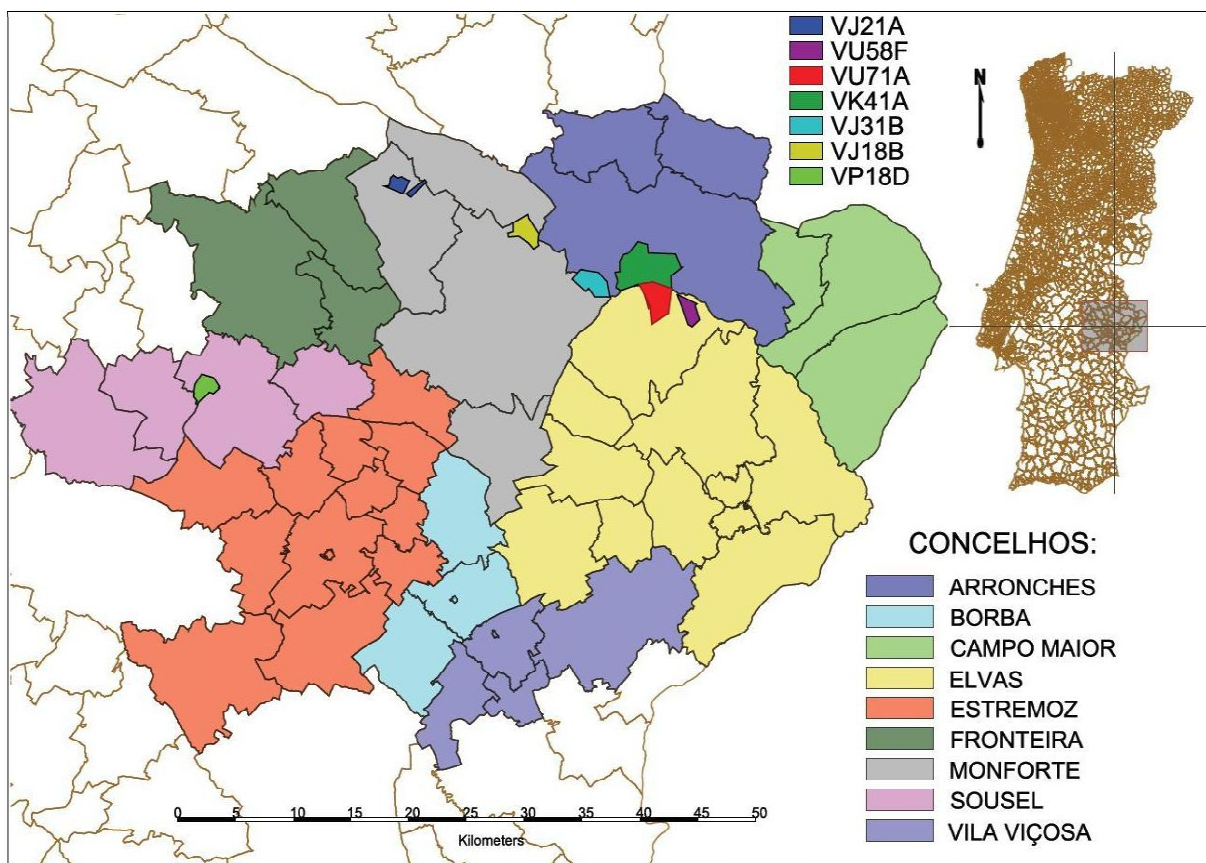 VJ21A
VU58F
VU71A
VK41A
VJ31B
VJ18B
VP18D
N
CONCELHOS:
ARRONCHES
BORBA
CAMPO MAIOR
ELVAS
ESTREMOZ
FRONTEIRA
MONFORTE
SOUSEL
VILA VIÇOSA
0 5 10 15 20 25 30 35 40 45 50
Kilometers